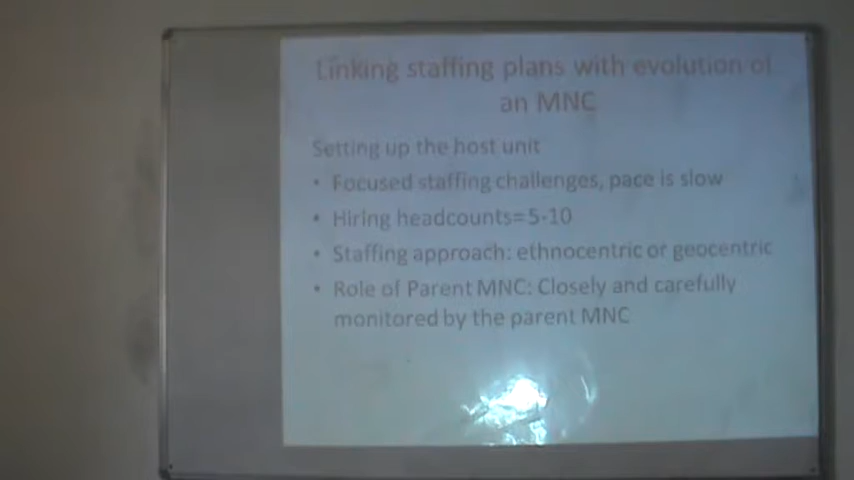 Linking staffing plans with evolution of
an MNC
Setting up the host unit
• Focused staffing challenges, pace is slow
• Hiring headcounts=5-10
• Staffing approach: ethnocentric or geocentric
• Role of Parent MNC: Closely and carefully
monitored by the parent MNC